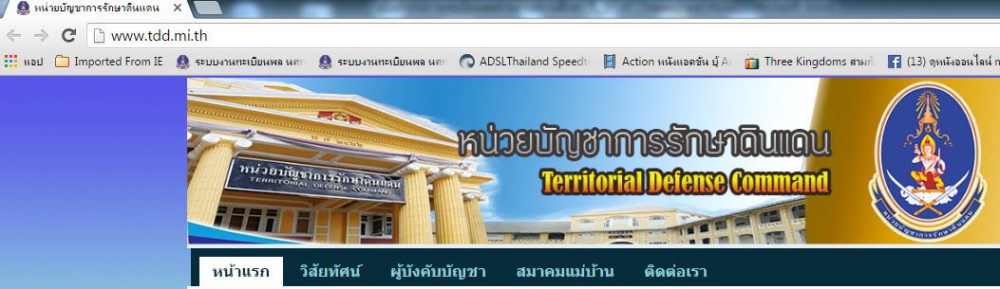 หน่วยบัญชาการรักษาดินแดน
www.tdd.mi.th
แอป Imported From IE ระบบงานทะเบียนพล นศท ระบบงานทะเบียนพล นศท ADSLThailand Speedt Action หนังแอคชั่น บู๊ A Three Kingdoms สามก๊ (13) ดูหนังออนไลน์
หน่วยบัญชาการรักษาดินแดน
TERRITORIAL DEFENSE COMMAND
หน่วยบัญชาการรักษาดินแดน
Territorial Defense Command
หน่วยบัญชาการรักษาดินแดน
หน้าแรก วิสัยทัศน์ ผู้บังคับบัญชา สมาคมแม่บ้าน ติดต่อเรา